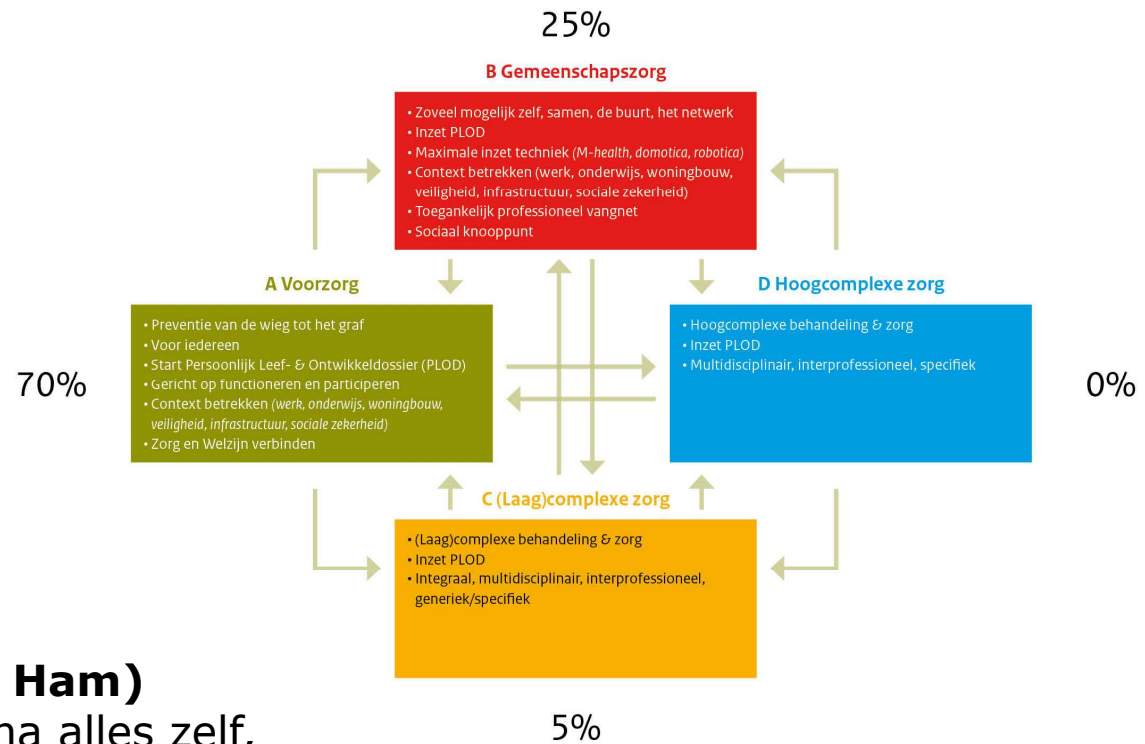 25%
B Gemeenschapszorg
• Zoveel mogelijk zelf, samen, de buurt, het netwerk
• Inzet PLOD
• Maximale inzet techniek (M-health, domotica, robotica)
• Context betrekken (werk, onderwijs, woningbouw,
veiligheid, infrastructuur, sociale zekerheid)
• Toegankelijk professioneel vangnet
• Sociaal knooppunt
A Voorzorg
• Preventie van de wieg tot het graf
• Voor iedereen
• Start Persoonlijk Leef- & Ontwikkeldossier (PLOD)
• Gericht op functioneren en participeren
• Context betrekken (werk, onderwijs, woningbouw,
veiligheid, infrastructuur, sociale zekerheid)
• Zorg en Welzijn verbinden
70%
D Hoogcomplexe zorg
• Hoogcomplexe behandeling & zorg
• Inzet PLOD
• Multidisciplinair, interprofessioneel, specifiek
0%
C (Laag)complexe zorg
• (Laag)complexe behandeling & zorg
• Inzet PLOD
• Integraal, multidisciplinair, interprofessioneel,
generiek/specifiek
5%
Ham)
na alles zelf,